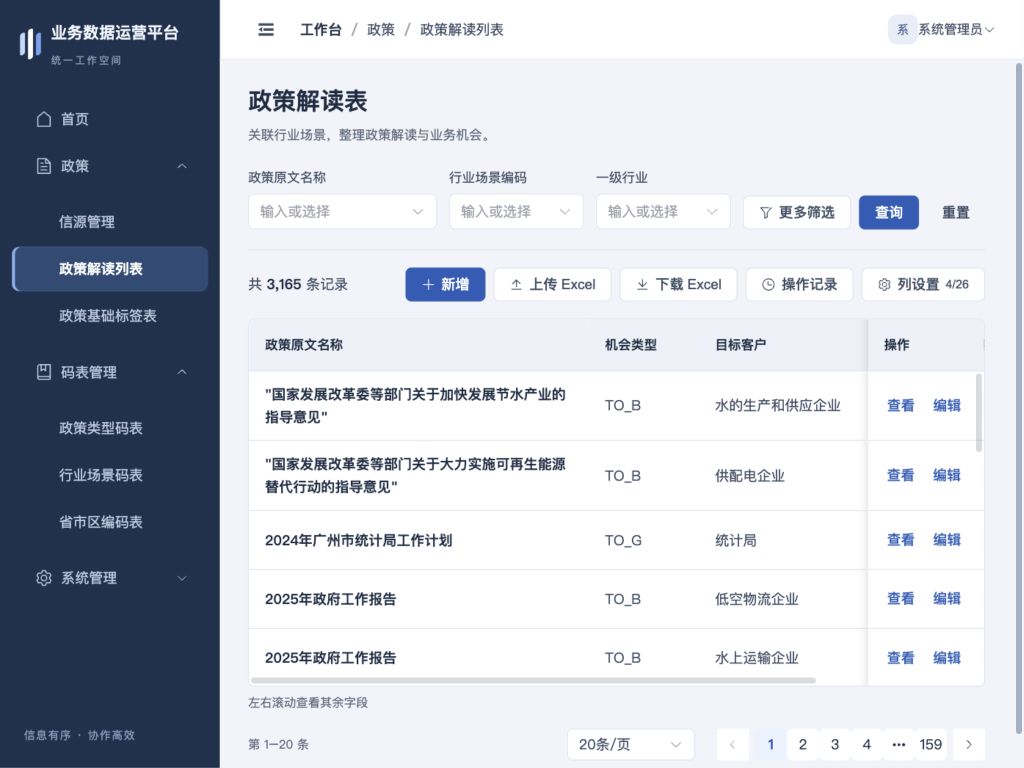 业务数据运营平台
统一工作空间
首页
政策
信源管理
政策解读列表
政策基础标签表
码表管理
政策类型码表
行业场景码表
省市区编码表
系统管理
信息有序 · 协作高效
工作台 / 政策 / 政策解读列表
系 系统管理员
政策解读表
关联行业场景，整理政策解读与业务机会。
政策原文名称 行业场景编码 一级行业
输入或选择 输入或选择 输入或选择 更多筛选 查询 重置
共 3,165 条记录 新增 上传 Excel 下载 Excel 操作记录 列设置 4/26
政策原文名称 机会类型 目标客户 操作
"国家发展改革委等部门关于加快发展节水产业的
指导意见" TO_B 水的生产和供应企业 查看 编辑
"国家发展改革委等部门关于大力实施可再生能源
替代行动的指导意见" TO_B 供配电企业 查看 编辑
2024年广州市统计局工作计划 TO_G 统计局 查看 编辑
2025年政府工作报告 TO_B 低空物流企业 查看 编辑
2025年政府工作报告 TO_B 水上运输企业 查看 编辑
左右滚动查看其余字段
第 1–20 条 20条/页 1 2 3 4 ••• 159